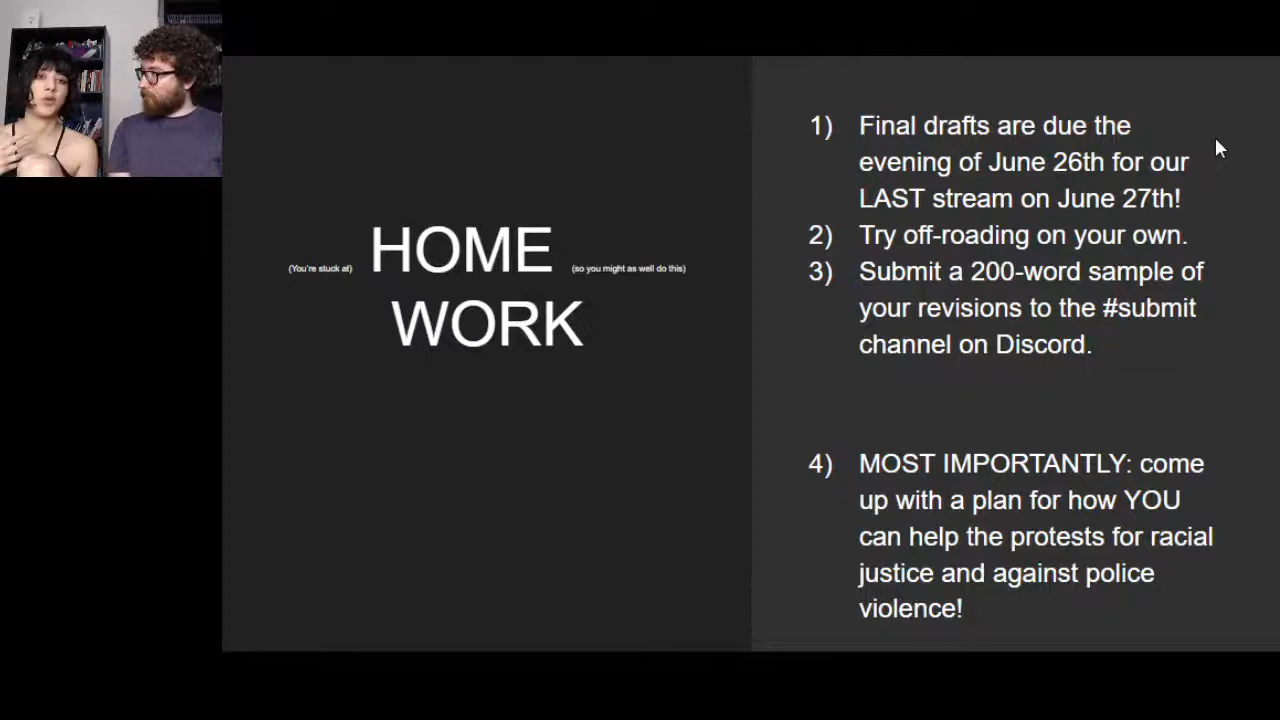 (You're stuck at) HOME (so you might as well do this)
WORK
1) Final drafts are due the
evening of June 26th for our
LAST stream on June 27th!
2) Try off-roading on your own.
3) Submit a 200-word sample of
your revisions to the #submit
channel on Discord.
4) MOST IMPORTANTLY: come
up with a plan for how YOU
can help the protests for racial
justice and against police
violence!